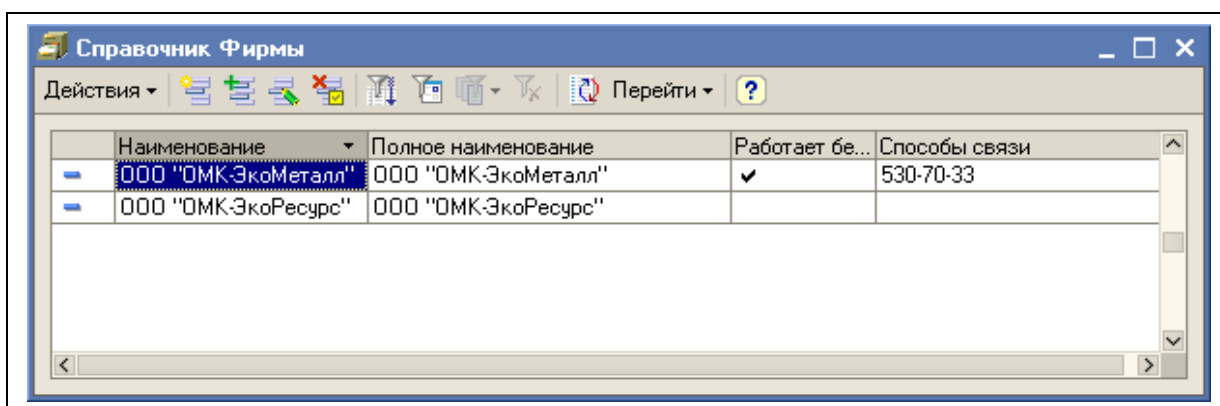 Справочник Фирмы
Действия Перейти ?
Наименование Полное наименование Работает бе... Способы связи
ООО "ОМК-ЭкоМеталл" ООО "ОМК-ЭкоМеталл" ✔ 530-70-33
ООО "ОМК-ЭкоРесурс" ООО "ОМК-ЭкоРесурс"